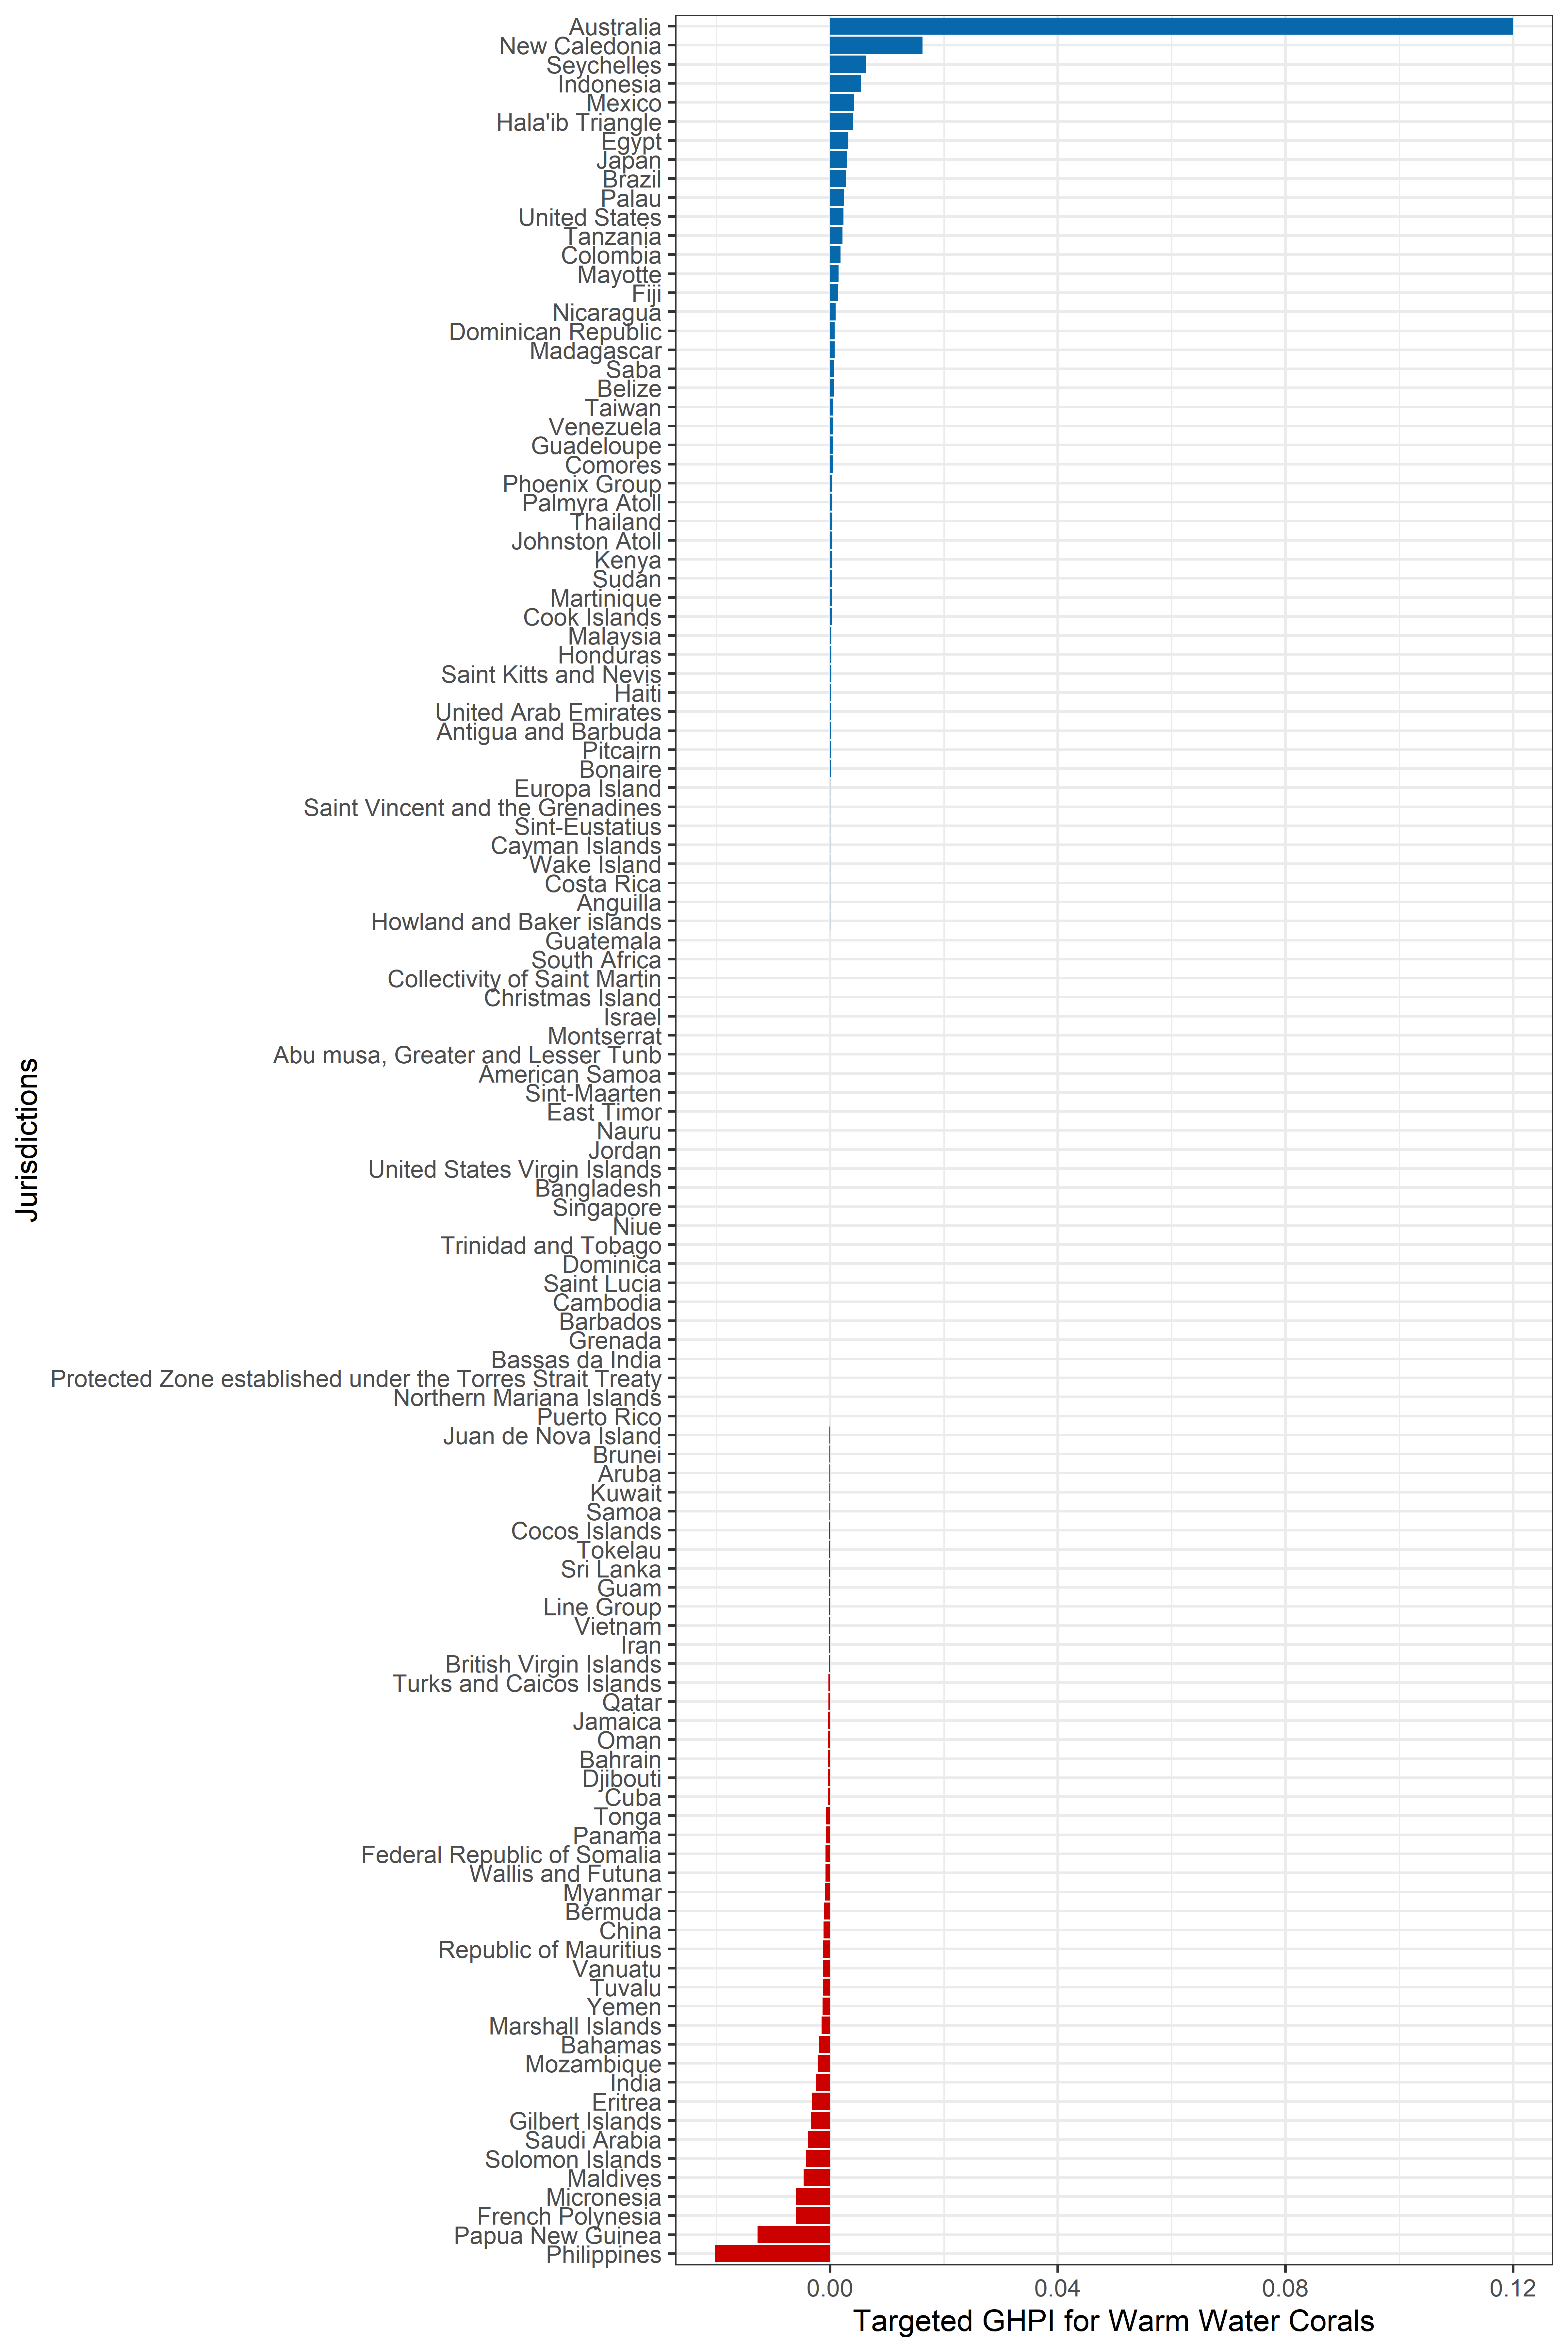 Australia
New Caledonia
Seychelles
Indonesia
Mexico
Hala'ib Triangle
Egypt
Japan
Brazil
Palau
United States
Tanzania
Colombia
Mayotte
Fiji
Nicaragua
Dominican Republic
Madagascar
Saba
Belize
Taiwan
Venezuela
Guadeloupe
Comores
Phoenix Group
Palmyra Atoll
Thailand
Johnston Atoll
Kenya
Sudan
Martinique
Cook Islands
Malaysia
Honduras
Saint Kitts and Nevis
Haiti
United Arab Emirates
Antigua and Barbuda
Pitcairn
Bonaire
Europa Island
Saint Vincent and the Grenadines
Sint-Eustatius
Cayman Islands
Wake Island
Costa Rica
Anguilla
Howland and Baker islands
Guatemala
South Africa
Collectivity of Saint Martin
Christmas Island
Israel
Montserrat
Abu musa, Greater and Lesser Tunb
American Samoa
Sint-Maarten
East Timor
Nauru
Jordan
United States Virgin Islands
Bangladesh
Singapore
Niue
Trinidad and Tobago
Dominica
Saint Lucia
Cambodia
Barbados
Grenada
Bassas da India
Protected Zone established under the Torres Strait Treaty
Northern Mariana Islands
Puerto Rico
Juan de Nova Island
Brunei
Aruba
Kuwait
Samoa
Cocos Islands
Tokelau
Sri Lanka
Guam
Line Group
Vietnam
Iran
British Virgin Islands
Turks and Caicos Islands
Qatar
Jamaica
Oman
Bahrain
Djibouti
Cuba
Tonga
Panama
Federal Republic of Somalia
Wallis and Futuna
Myanmar
Bermuda
China
Republic of Mauritius
Vanuatu
Tuvalu
Yemen
Marshall Islands
Bahamas
Mozambique
India
Eritrea
Gilbert Islands
Saudi Arabia
Solomon Islands
Maldives
Micronesia
French Polynesia
Papua New Guinea
Philippines
Jurisdictions
0.00 0.04 0.08 0.12
Targeted GHPI for Warm Water Corals